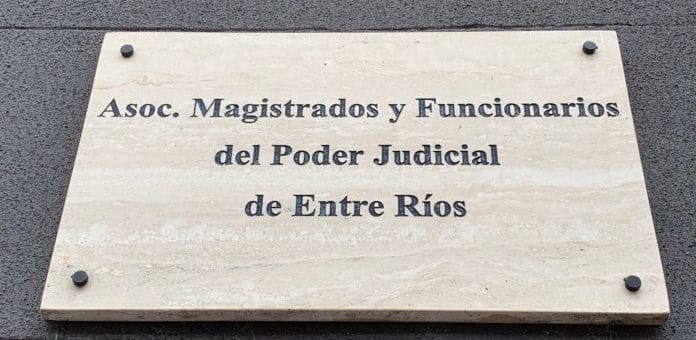 Asoc. Magistrados y Funcionarios
del Poder Judicial
de Entre Ríos